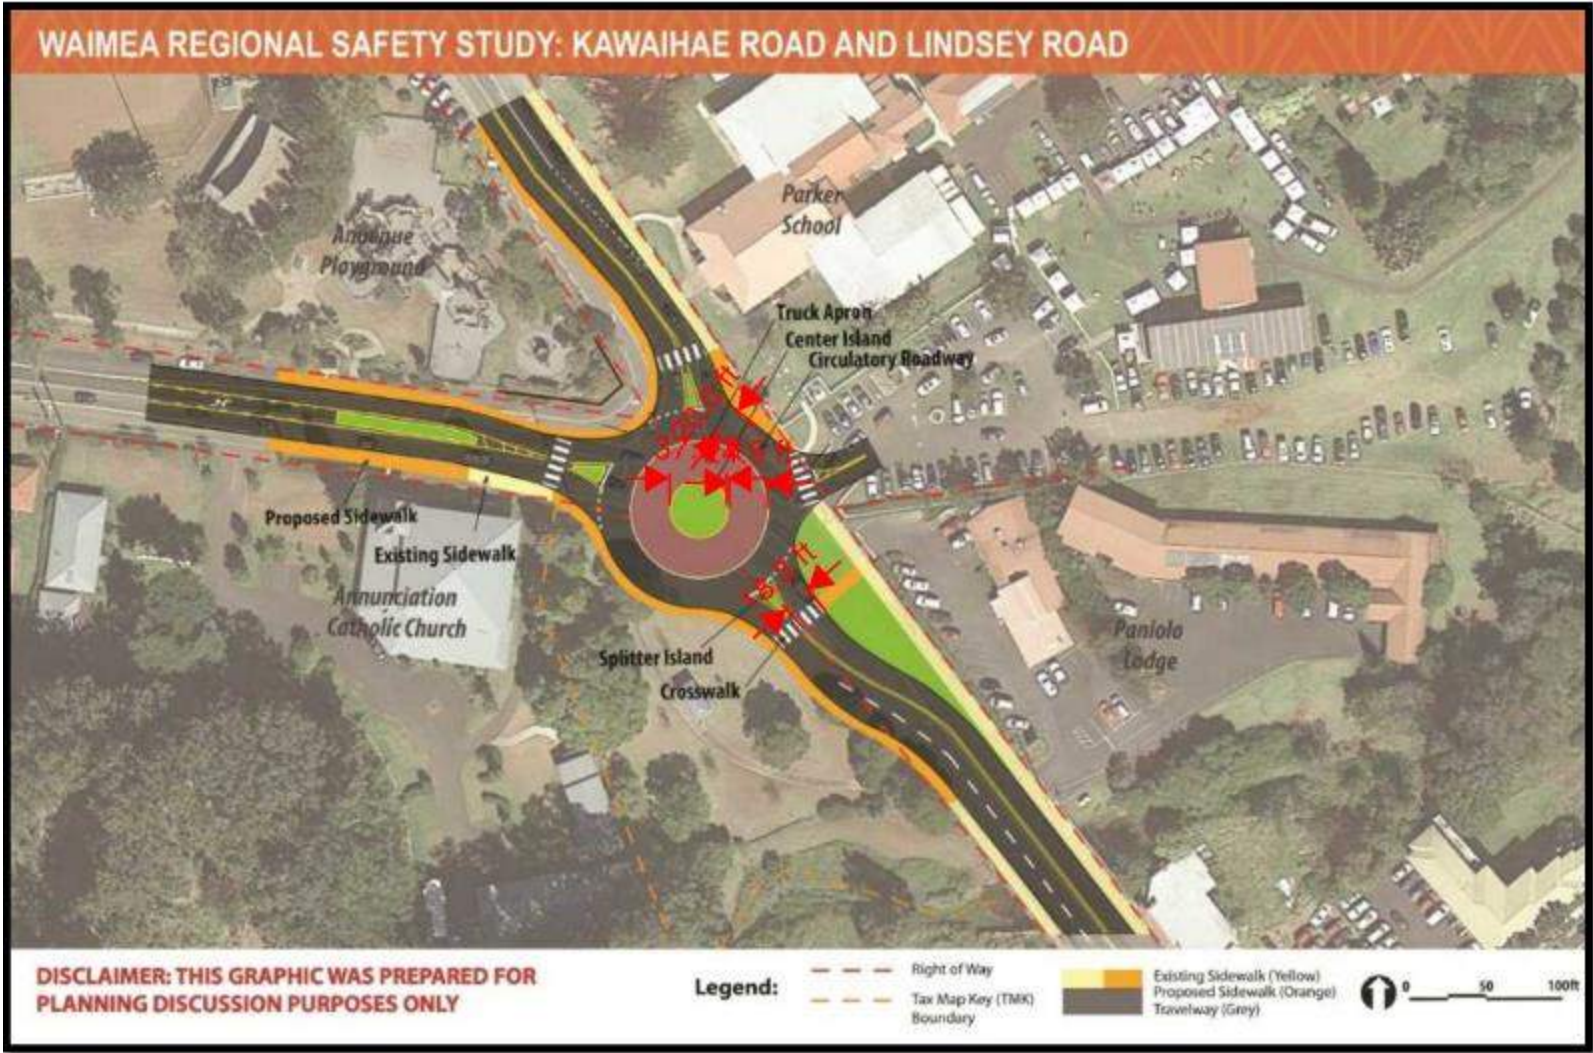 WAIMEA REGIONAL SAFETY STUDY: KAWAIHAE ROAD AND LINDSEY ROAD
Parker
School
Anuenue
Playground
Truck Apron
Center Island
Circulatory Roadway
Proposed Sidewalk
Existing Sidewalk
Annunciation
Catholic Church
Splitter Island
Crosswalk
Paniolo
Lodge
DISCLAIMER: THIS GRAPHIC WAS PREPARED FOR
PLANNING DISCUSSION PURPOSES ONLY
Legend:
Right of Way
Tax Map Key (TMK)
Boundary
Existing Sidewalk (Yellow)
Proposed Sidewalk (Orange)
Travelway (Grey)
0 50 100ft